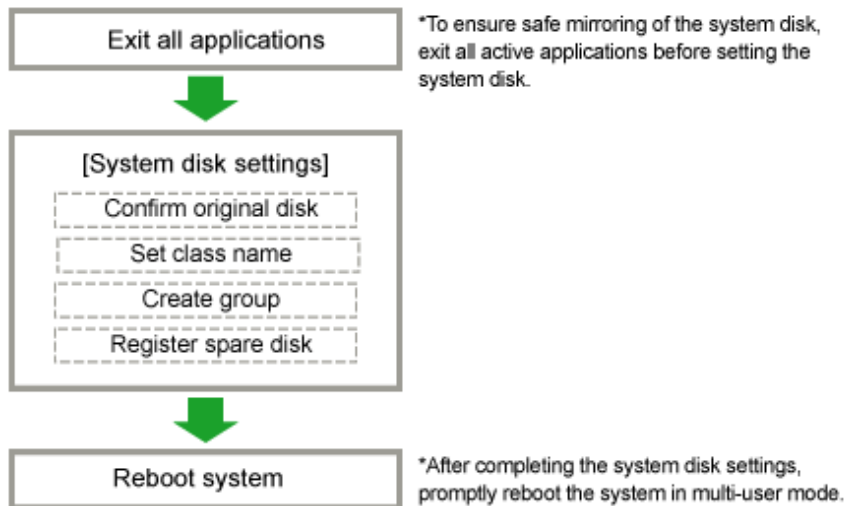 Exit all applications
*To ensure safe mirroring of the system disk,
exit all active applications before setting the
system disk.
[System disk settings]
Confirm original disk
Set class name
Create group
Register spare disk
Reboot system
*After completing the system disk settings,
promptly reboot the system in multi-user mode.